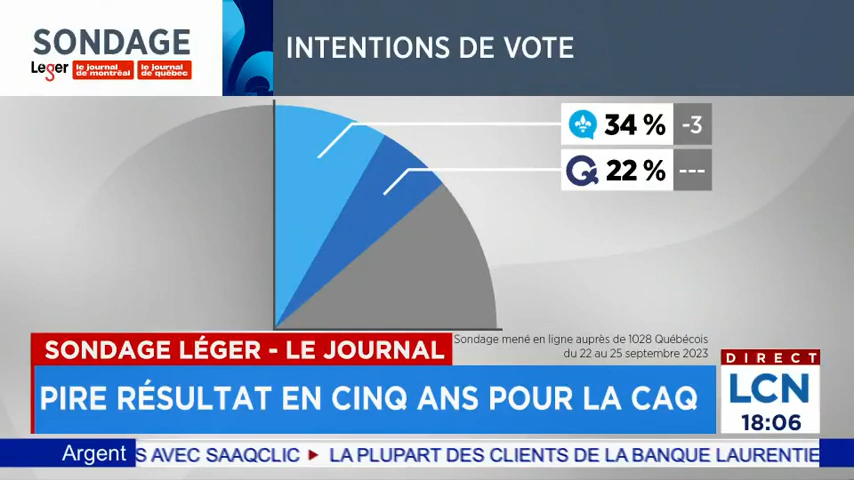 SONDAGE
Leger le journal de montréal le journal de québec
INTENTIONS DE VOTE
34 % -3
22 % ---
Sondage mené en ligne auprès de 1028 Québécois
du 22 au 25 septembre 2023
SONDAGE LÉGER - LE JOURNAL
PIRE RÉSULTAT EN CINQ ANS POUR LA CAQ
DIRECT
LCN
18:06
Argent S AVEC SAAQCLIC LA PLUPART DES CLIENTS DE LA BANQUE LAURENTIE